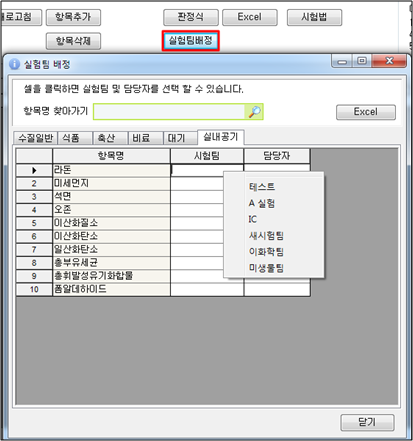 로고침 항목추가 판정식 Excel 시험법
항목삭제 실험팀배정
실험팀 배정
셀을 클릭하면 실험팀 및 담당자를 선택 할 수 있습니다.
항목명 찾아가기 Excel
수질일반 식품 축산 비료 대기 실내공기
항목명 시험팀 담당자
라돈
2 미세먼지
3 석면
4 오존
5 이산화질소
6 이산화탄소
7 일산화탄소
8 총부유세균
9 총휘발성유기화합물
10 폼알데하이드
테스트
A 실험
IC
새시험팀
이화학팀
미생물팀
닫기